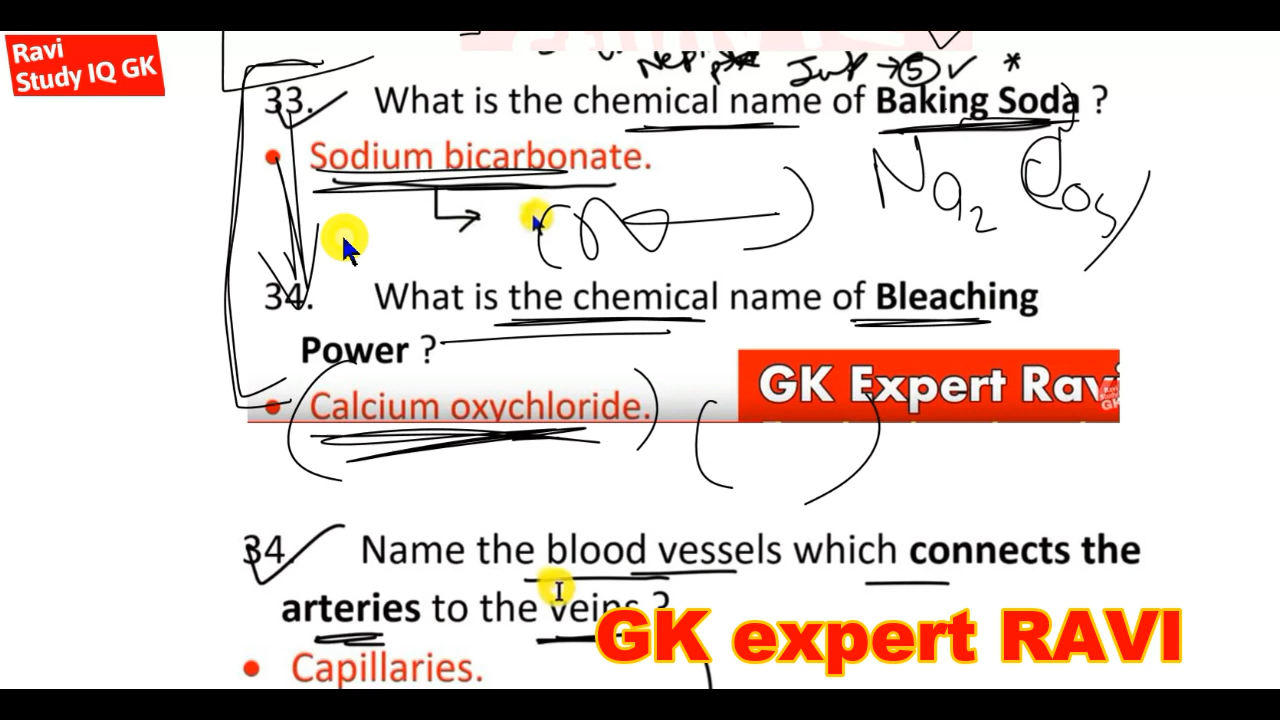 Ravi
Study IQ GK
33. What is the chemical name of Baking Soda ?
• Sodium bicarbonate.
Na2 CO3
34. What is the chemical name of Bleaching
Power ?
GK Expert Ravi
• Calcium oxychloride.
34 Name the blood vessels which connects the
arteries to the veins ?
GK expert RAVI
• Capillaries.